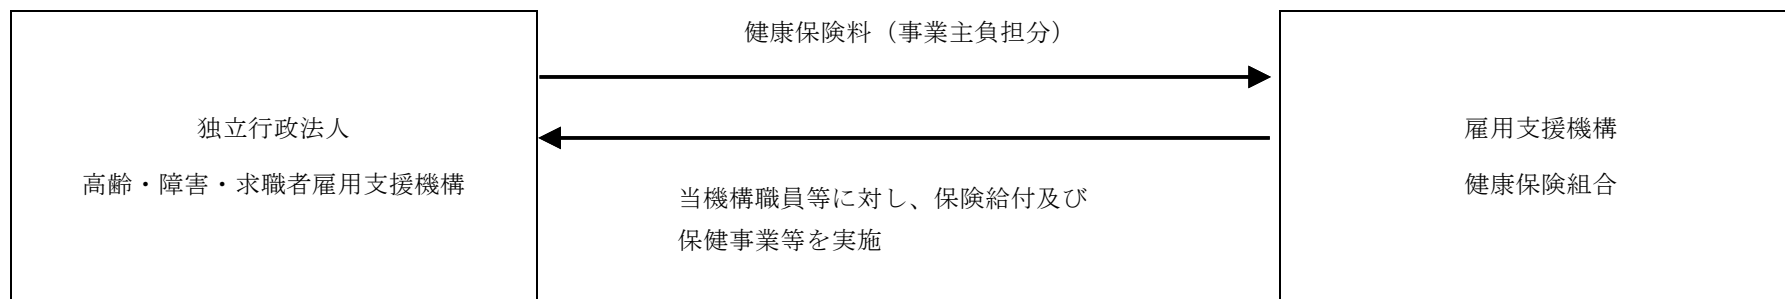 健康保険料（事業主負担分）
独立行政法人
高齢・障害・求職者雇用支援機構
当機構職員等に対し、保険給付及び
保健事業等を実施
雇用支援機構
健康保険組合